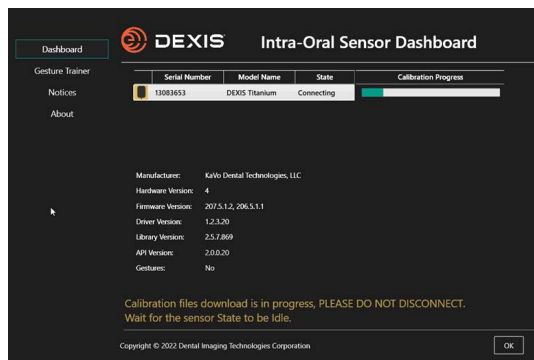 DEXIS Intra-Oral Sensor Dashboard
Dashboard
Gesture Trainer
Notices
About
Serial Number Model Name State Calibration Progress
13083653 DEXIS Titanium Connecting
Manufacturer: KaVo Dental Technologies, LLC
Hardware Version: 4
Firmware Version: 207.5.1.2, 206.5.1.1
Driver Version: 1.2.3.20
Library Version: 2.5.7.869
API Version: 2.0.0.20
Gestures: No
Calibration files download is in progress, PLEASE DO NOT DISCONNECT.
Wait for the sensor State to be Idle.
Copyright © 2022 Dental Imaging Technologies Corporation
OK